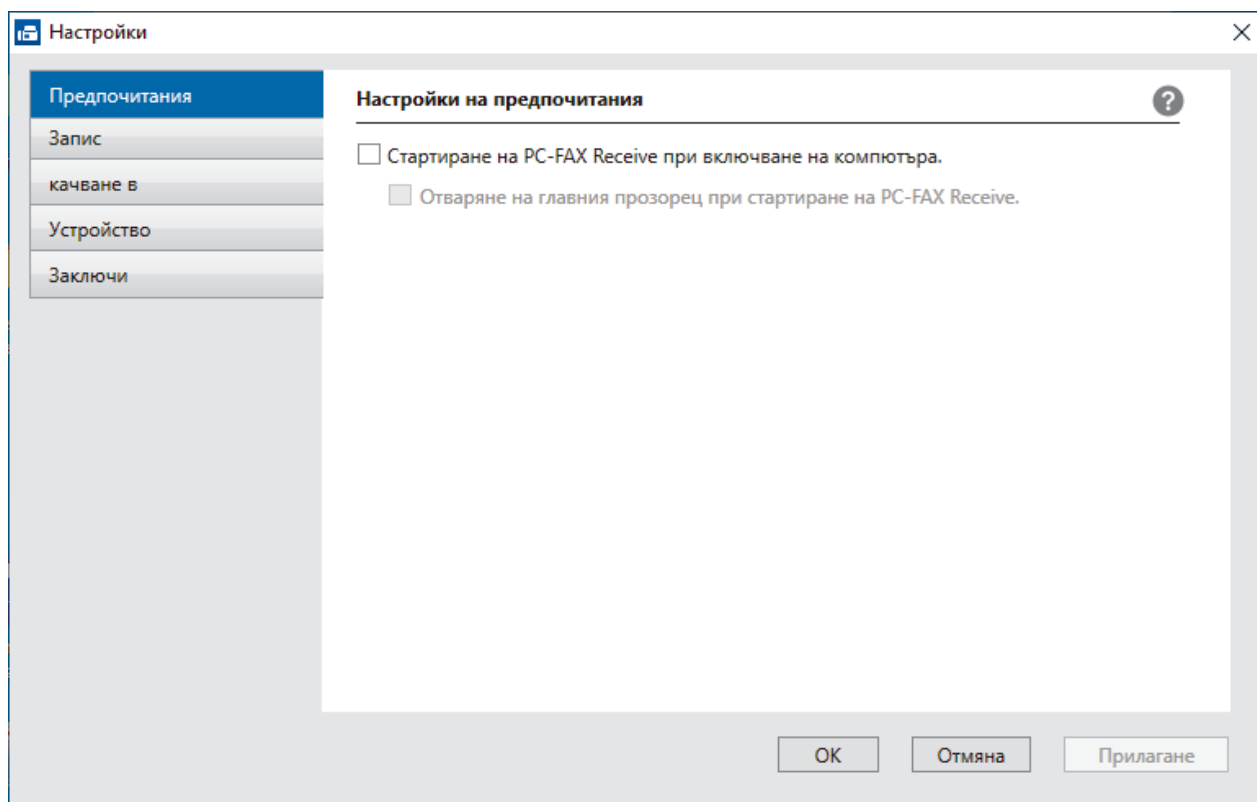 Настройки
Предпочитания
Запис
качване в
Устройство
Заключи
Настройки на предпочитания
?
Стартиране на PC-FAX Receive при включване на компютъра.
Отваряне на главния прозорец при стартиране на PC-FAX Receive.
OK
Отмяна
Прилагане